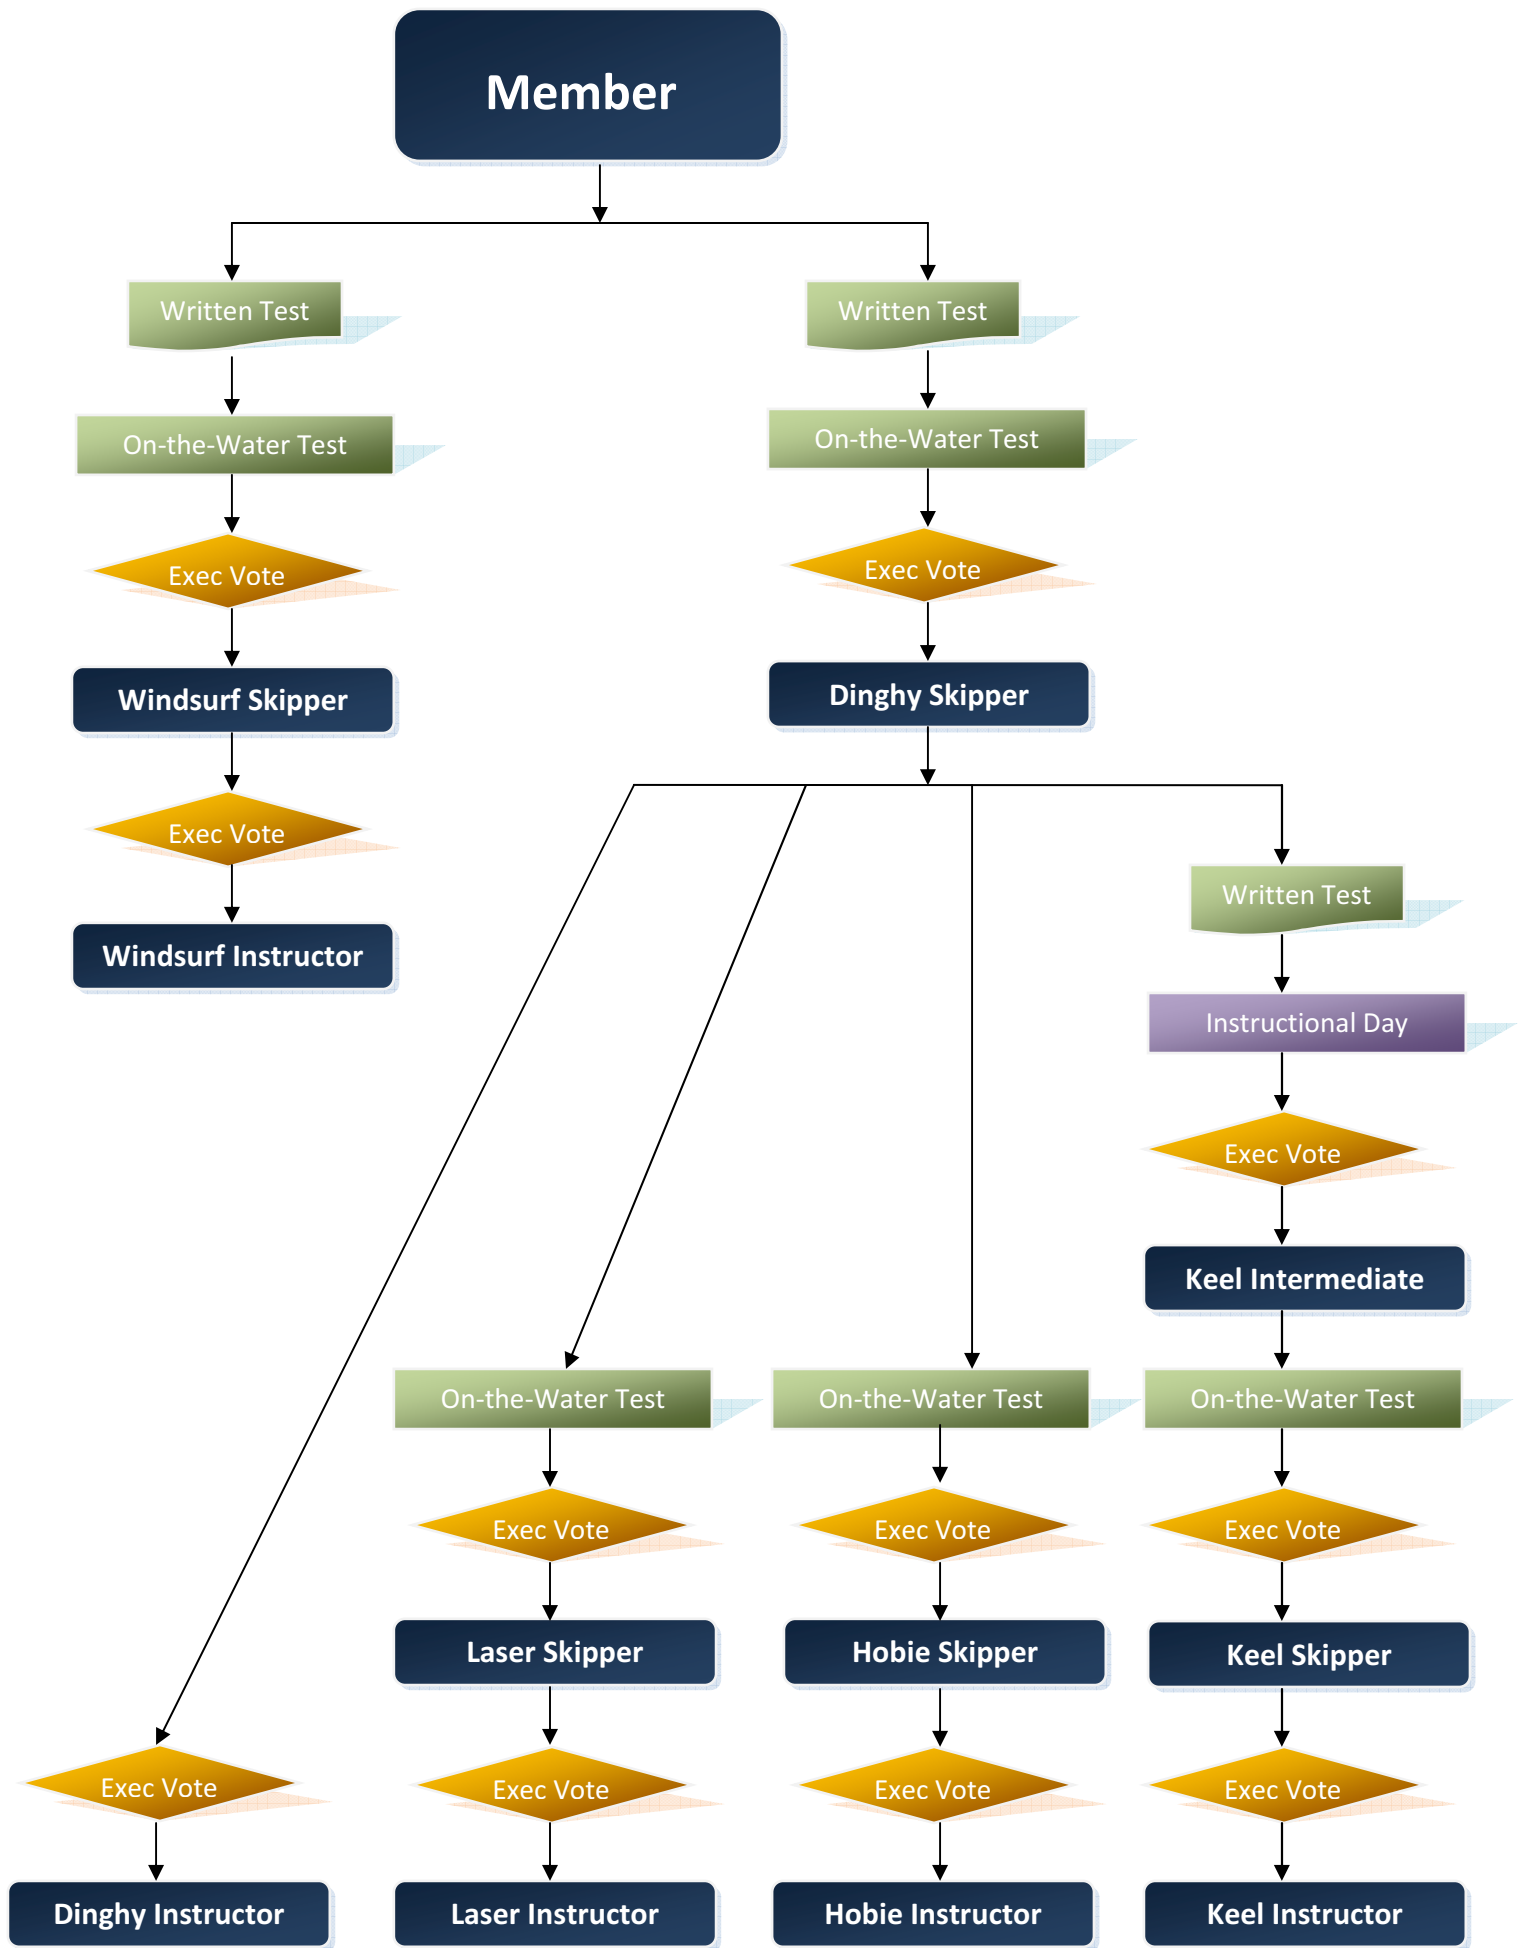 Member
Written Test
Written Test
On-the-Water Test
On-the-Water Test
Exec Vote
Exec Vote
Windsurf Skipper
Dinghy Skipper
Exec Vote
Written Test
Windsurf Instructor
Instructional Day
Exec Vote
Keel Intermediate
On-the-Water Test
On-the-Water Test
On-the-Water Test
Exec Vote
Exec Vote
Exec Vote
Laser Skipper
Hobie Skipper
Keel Skipper
Exec Vote
Exec Vote
Exec Vote
Exec Vote
Dinghy Instructor
Laser Instructor
Hobie Instructor
Keel Instructor